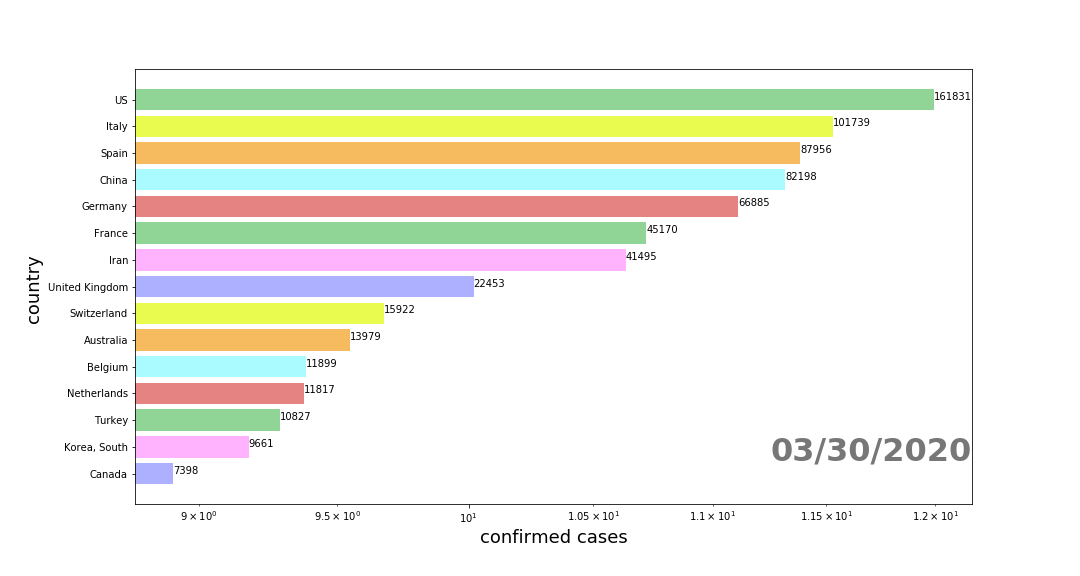 US 161831
Italy 101739
Spain 87956
China 82198
Germany 66885
France 45170
Iran 41495
United Kingdom 22453
Switzerland 15922
Australia 13979
Belgium 11899
Netherlands 11817
Turkey 10827
Korea, South 9661
Canada 7398
country
03/30/2020
9 × 10⁰ 9.5 × 10⁰ 10¹ 1.05 × 10¹ 1.1 × 10¹ 1.15 × 10¹ 1.2 × 10¹
confirmed cases